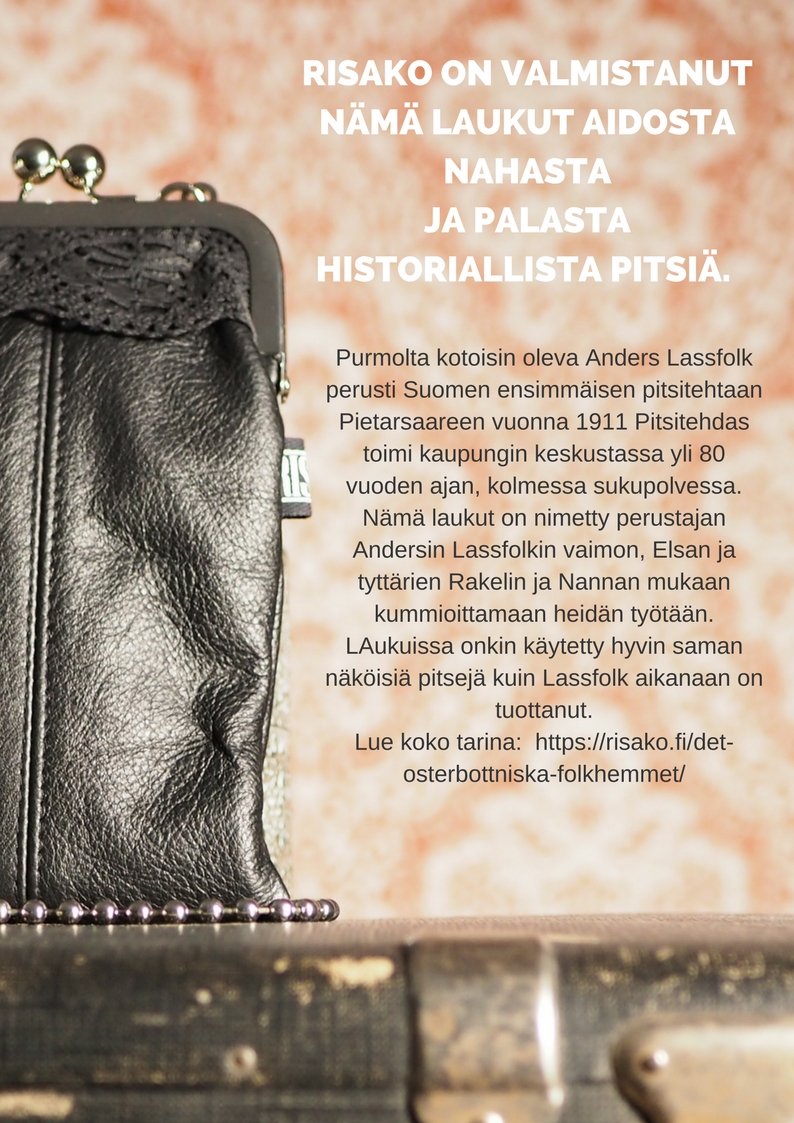 RISAKO ON VALMISTANUT
NÄMÄ LAUKUT AIDOSTA
NAHASTA
JA PALASTA
HISTORIALLISTA PITSIÄ.
Purmolta kotoisin oleva Anders Lassfolk
perusti Suomen ensimmäisen pitsitehtaan
Pietarsaareen vuonna 1911 Pitsitehdas
toimi kaupungin keskustassa yli 80
vuoden ajan, kolmessa sukupolvessa.
Nämä laukut on nimetty perustajan
Andersin Lassfolkin vaimon, Elsan ja
tyttärien Rakelin ja Nannan mukaan
kummioittamaan heidän työtään.
LAukuissa onkin käytetty hyvin saman
näköisiä pitsejä kuin Lassfolk aikanaan on
tuottanut.
Lue koko tarina:  https://risako.fi/det-
osterbottniska-folkhemmet/